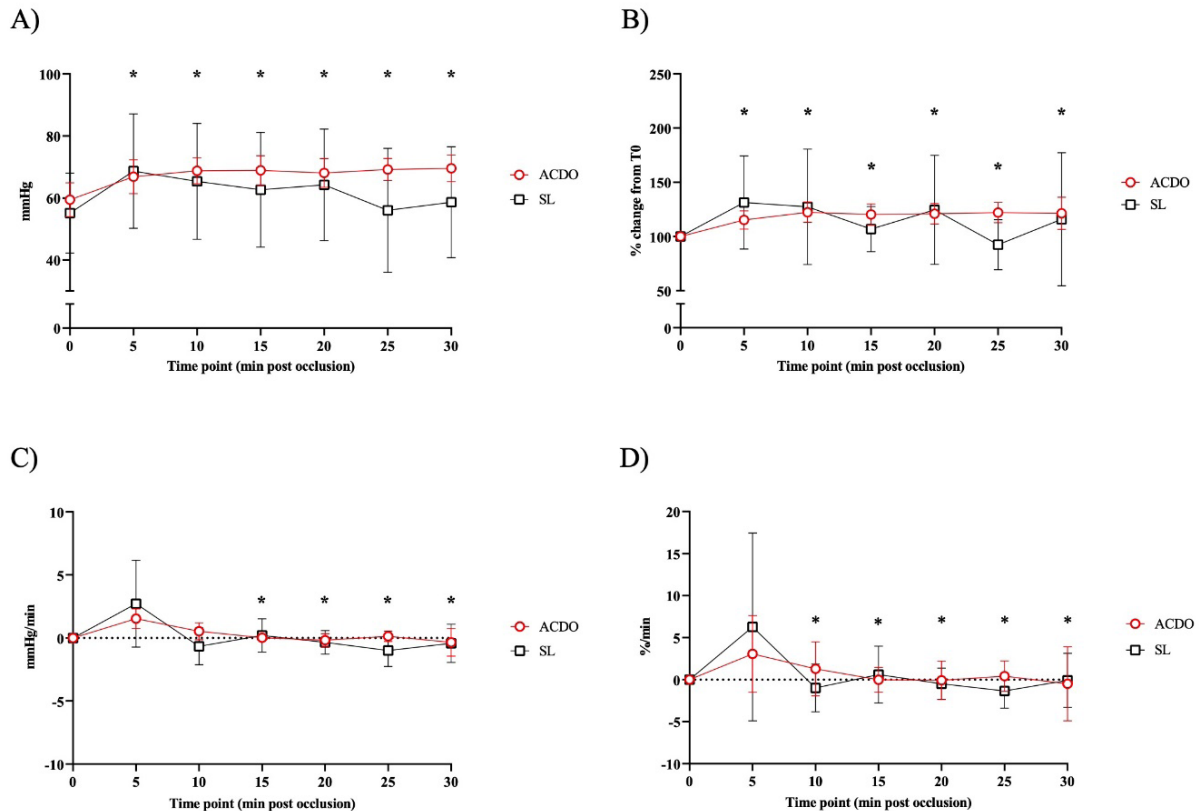 A)
* * * * * *
100
80
60
40
0
mmHg
0 5 10 15 20 25 30
Time point (min post occlusion)
ACDO
SL
B)
* * * * * *
250
200
150
100
50
0
% change from T0
0 5 10 15 20 25 30
Time point (min post occlusion)
ACDO
SL
C)
* * * *
10
5
0
-5
-10
mmHg/min
0 5 10 15 20 25 30
Time point (min post occlusion)
ACDO
SL
D)
* * * * *
20
15
10
5
0
-5
-10
%/min
0 5 10 15 20 25 30
Time point (min post occlusion)
ACDO
SL